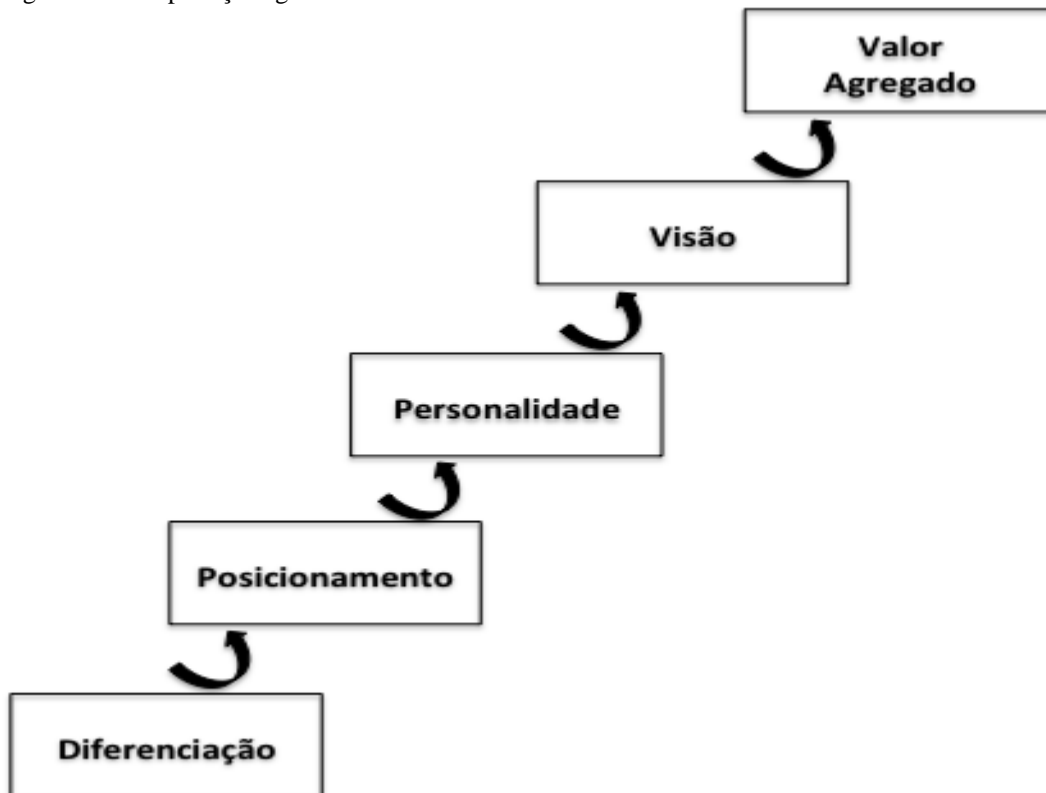 Valor
Agregado
Visão
Personalidade
Posicionamento
Diferenciação